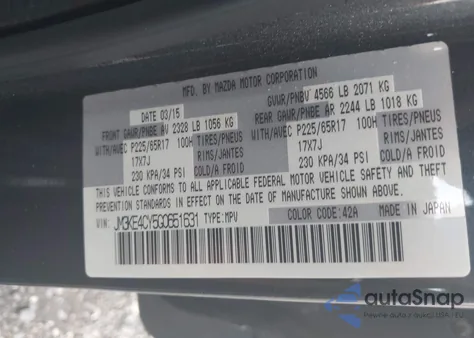 MFD. BY MAZDA MOTOR CORPORATION
DATE 03/15 GVWR/PNBV 4566 LB 2071 KG
FRONT GAWR/PNBE AV 2328 LB 1056 KG REAR GAWR/PNBE AR 2244 LB 1018 KG
WITH/AVEC P225/65R17 100H TIRES/PNEUS WITH/AVEC P225/65R17 100H TIRES/PNEUS
17X7J RIMS/JANTES 17X7J RIMS/JANTES
230 KPA/34 PSI COLD/A FROID 230 KPA/34 PSI COLD/A FROID
THIS VEHICLE CONFORMS TO ALL APPLICABLE FEDERAL MOTOR VEHICLE SAFETY AND THEFT
PREVENTION STANDARDS IN EFFECT ON THE DATE OF MANUFACTURE SHOWN ABOVE.
VIN: JM3KE4CY5G0651631 TYPE:MPV COLOR CODE:42A MADE IN JAPAN
autoSnap